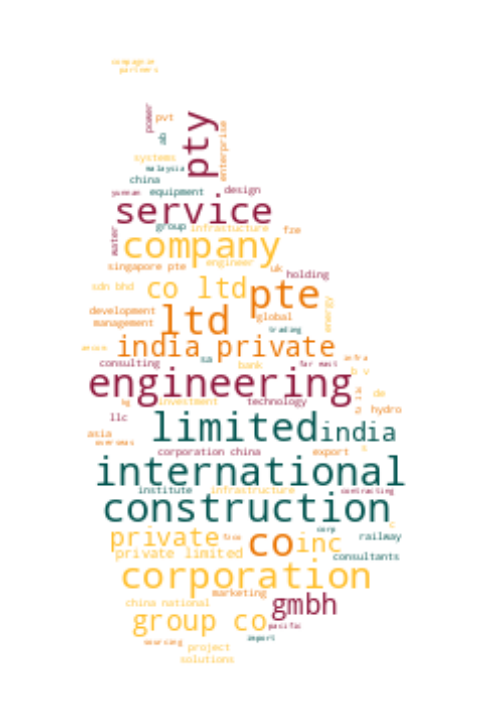 compagnie
partners
power
pvt
pty
ab
enterprise
systems
malaysia
china
yunnan equipment design
service
group infrastucture fze
water
company
singapore pte engineer uk
holding
sdn bhd co ltd pte
energy
development
global
management ltd
trading
aecom india private
infra
consulting sa bank far east
b v
engineering
de
kg investment technology
asia hydro
llc
limited india
overseas
corporation china export
international
institute infrastructure contracting
construction
c
corp
private co inc railway
private limited consultants
corporation
marketing
china national gmbh
group co pacific
import
sourcing project
solutions